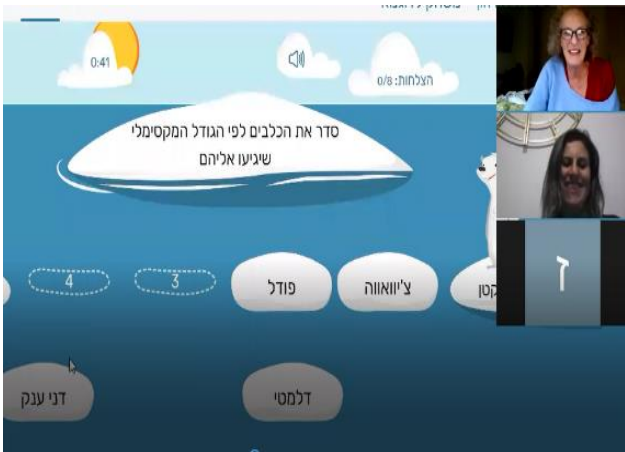 0:41
הצלחות: 0/8
סדר את הכלבים לפי הגודל המקסימלי
שיגיעו אליהם
קטן
צ'יוואווה
פודל
3
4
דלמטי
דני ענק
ז